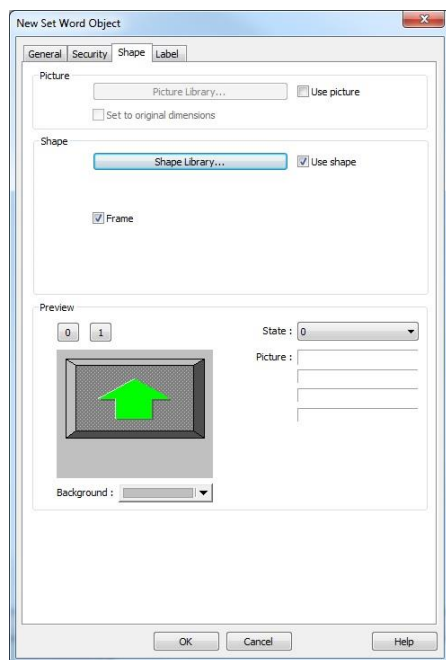 New Set Word Object
General Security Shape Label
Picture
Picture Library... Use picture
Set to original dimensions
Shape
Shape Library... Use shape
Frame
Preview
0 1 State : 0
Picture :
Background :
OK Cancel Help